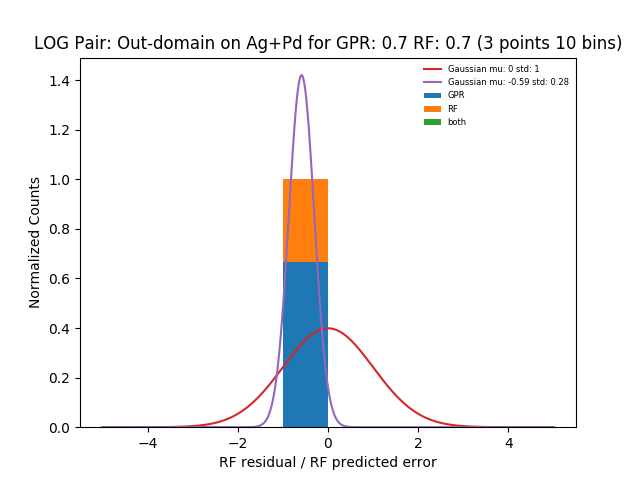 LOG Pair: Out-domain on Ag+Pd for GPR: 0.7 RF: 0.7 (3 points 10 bins)
Gaussian mu: 0 std: 1
Gaussian mu: -0.59 std: 0.28
GPR
RF
both
Normalized Counts
1.4
1.2
1.0
0.8
0.6
0.4
0.2
0.0
−4 −2 0 2 4
RF residual / RF predicted error